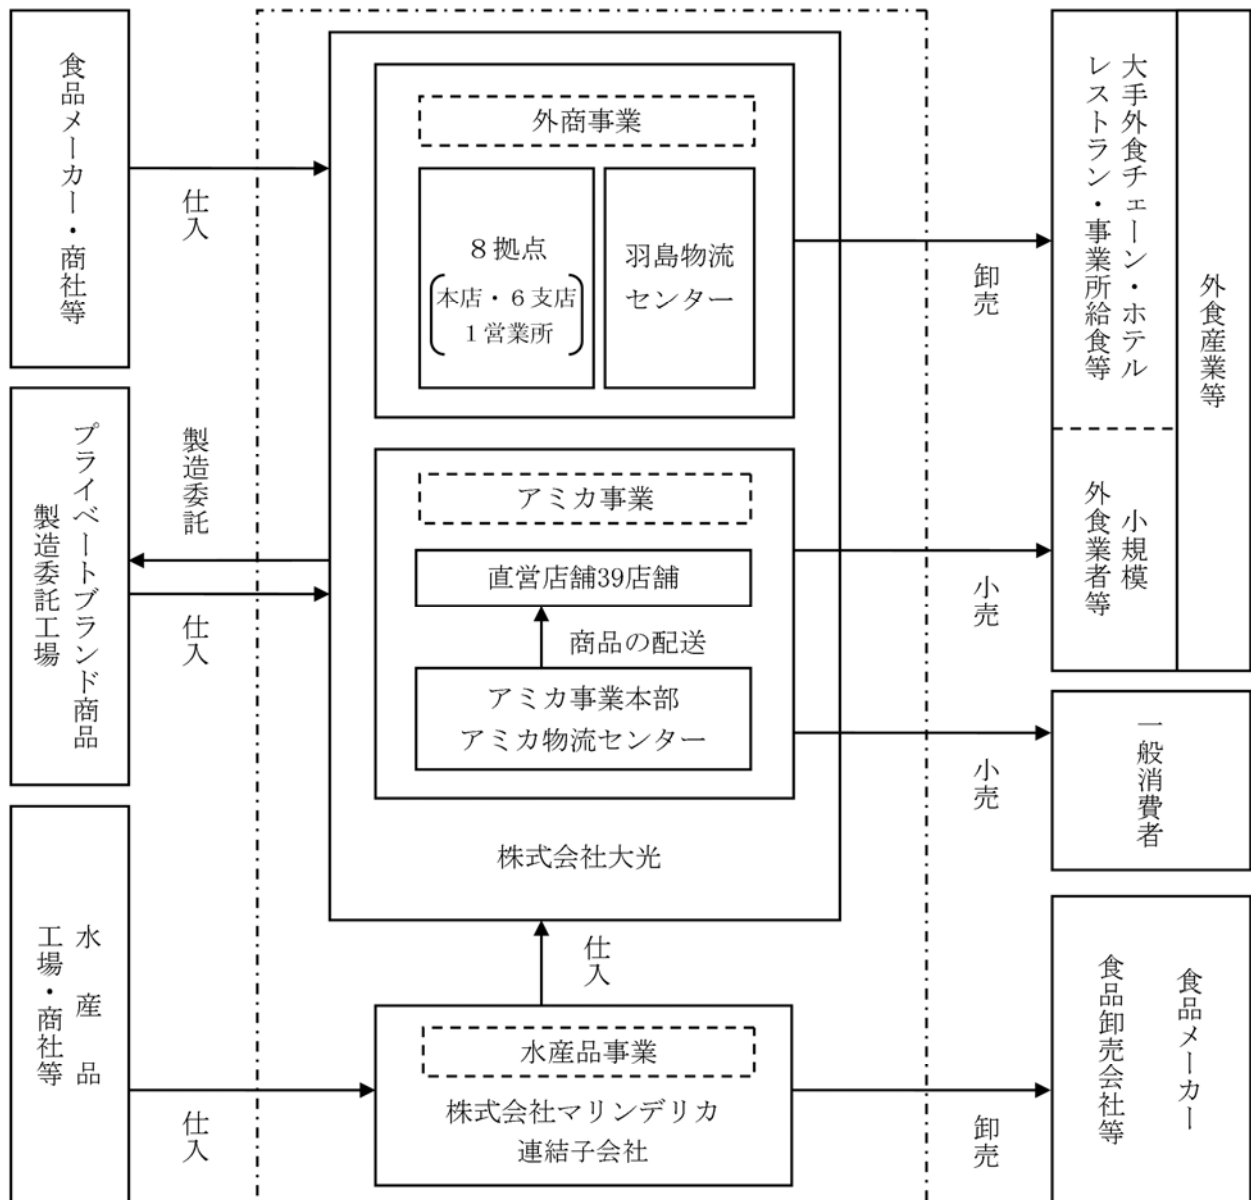 食品メーカー・商社等
仕入
プライベートブランド商品
製造委託工場
製造委託
仕入
水産品
工場・商社等
仕入
外商事業
８拠点
本店・６支店
１営業所
羽島物流
センター
アミカ事業
直営店舗39店舗
商品の配送
アミカ事業本部
アミカ物流センター
株式会社大光
仕入
水産品事業
株式会社マリンデリカ
連結子会社
卸売
小売
小売
卸売
外食産業等
大手外食チェーン・ホテル
レストラン・事業所給食等
小規模
外食業者等
一般消費者
食品メーカー
食品卸売会社等